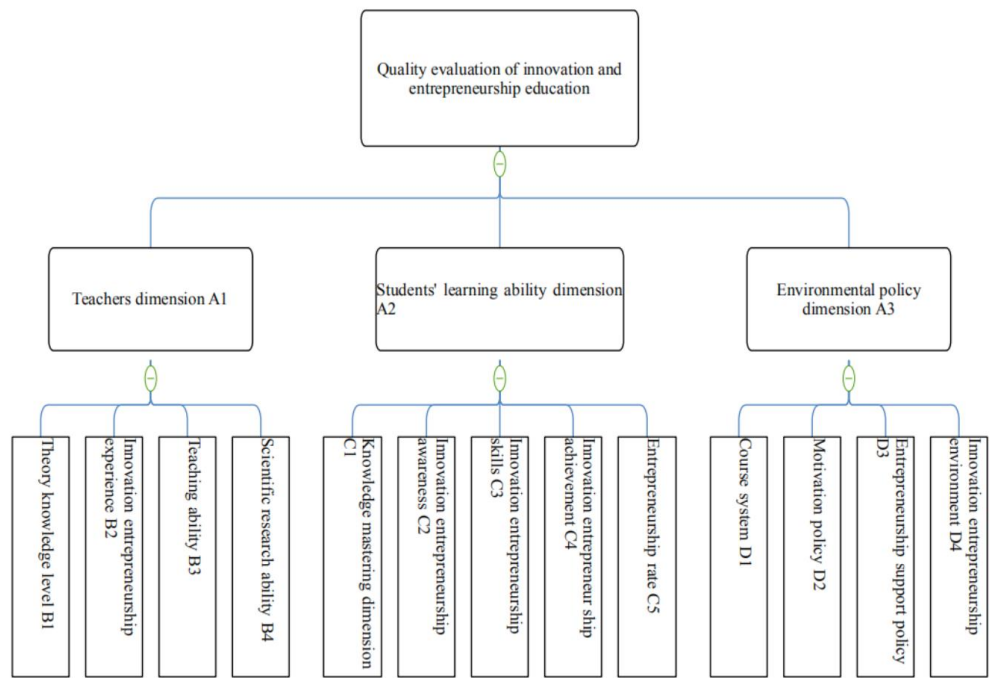 Quality evaluation of innovation and
entrepreneurship education
Teachers dimension A1
Students' learning ability dimension
A2
Environmental policy
dimension A3
Theory knowledge level B1
Innovation entrepreneurship
experience B2
Teaching ability B3
Scientific research ability B4
Knowledge mastering dimension
C1
Innovation entrepreneurship
awareness C2
Innovation entrepreneurship
skills C3
Innovation entrepreneur ship
achievement C4
Entrepreneurship rate C5
Course system D1
Motivation policy D2
Entrepreneurship support policy
D3
Innovation entrepreneurship
environment D4